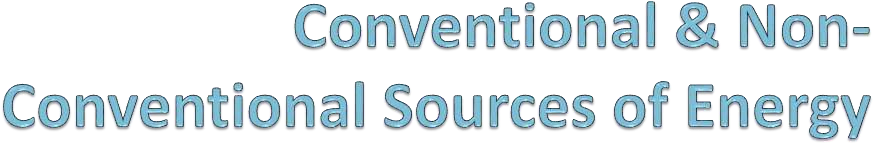 Conventional & Non-
Conventional Sources of Energy